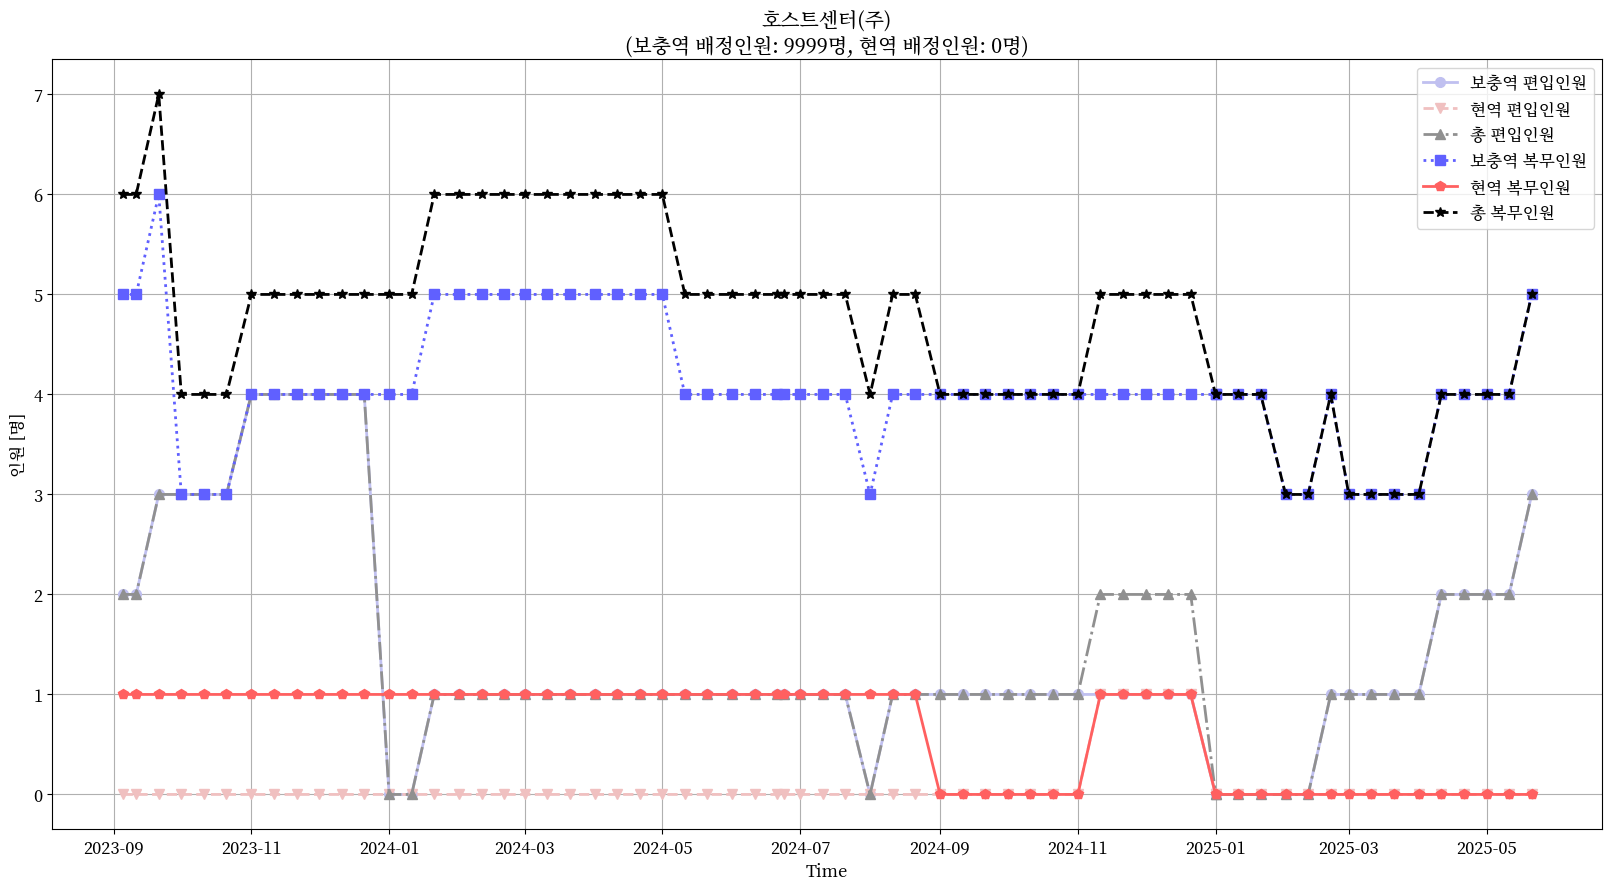 호스트센터(주)
(보충역 배정인원: 9999명, 현역 배정인원: 0명)
보충역 편입인원
현역 편입인원
총 편입인원
보충역 복무인원
현역 복무인원
총 복무인원
인원 [명]
7
6
5
4
3
2
1
0
2023-09
2023-11
2024-01
2024-03
2024-05
2024-07
2024-09
2024-11
2025-01
2025-03
2025-05
Time